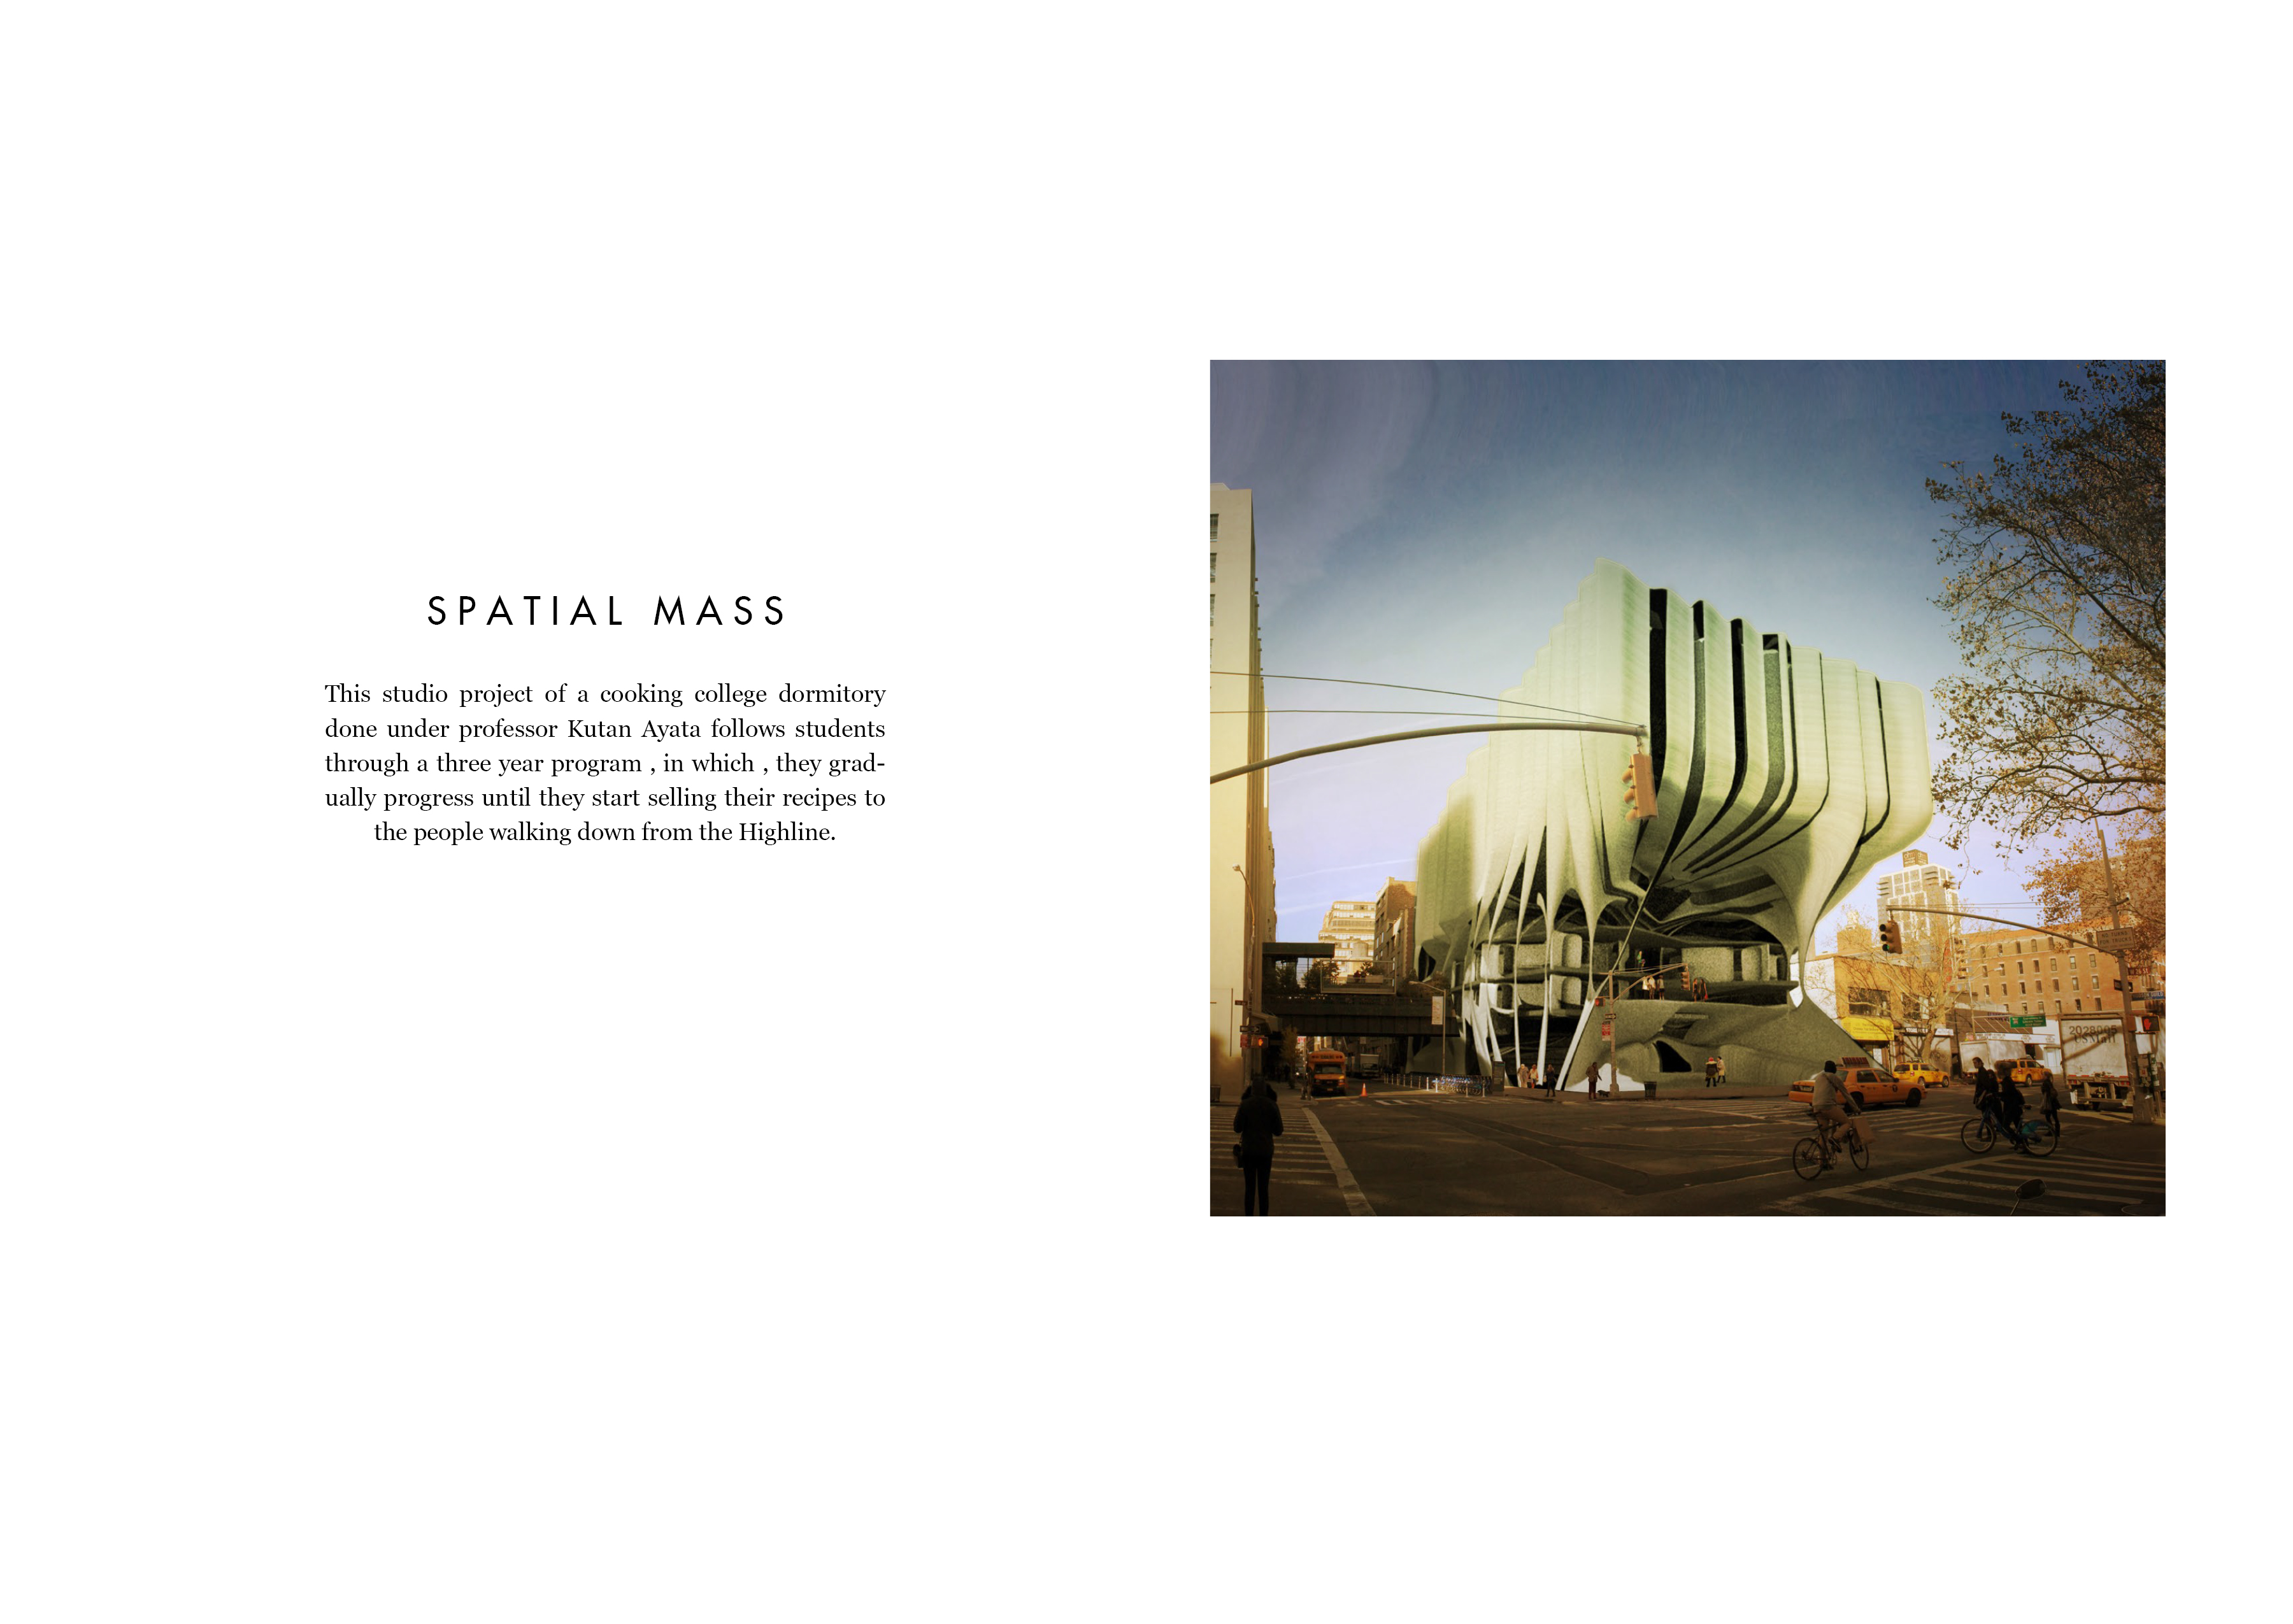 SPATIAL MASS
This studio project of a cooking college dormitory
done under professor Kutan Ayata follows students
through a three year program , in which , they grad-
ually progress until they start selling their recipes to
the people walking down from the Highline.